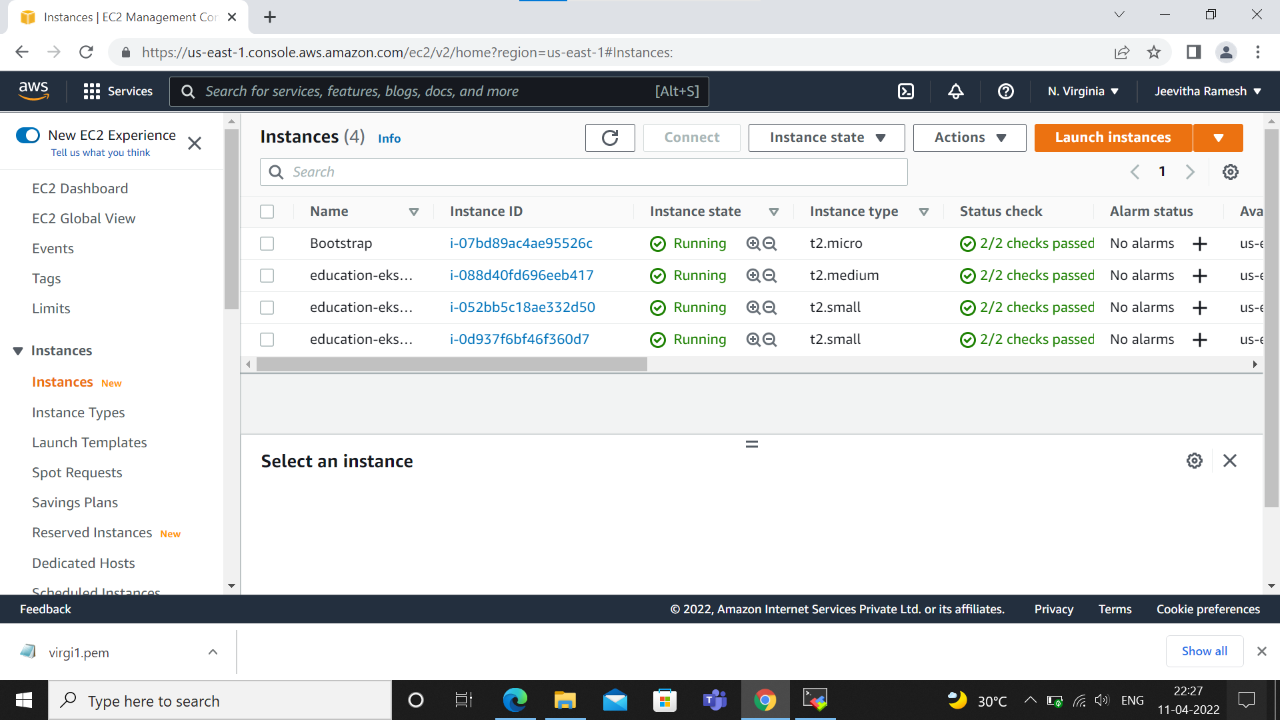 Instances | EC2 Management Con
https://us-east-1.console.aws.amazon.com/ec2/v2/home?region=us-east-1#Instances:
aws Services Search for services, features, blogs, docs, and more [Alt+S] N. Virginia Jeevitha Ramesh
New EC2 Experience
Tell us what you think
EC2 Dashboard
EC2 Global View
Events
Tags
Limits
Instances
Instances New
Instance Types
Launch Templates
Spot Requests
Savings Plans
Reserved Instances New
Dedicated Hosts
Scheduled Instances
Instances (4) Info Connect Instance state Actions Launch instances
Search 1
Name Instance ID Instance state Instance type Status check Alarm status Ava
Bootstrap i-07bd89ac4ae95526c Running t2.micro 2/2 checks passed No alarms + us-e
education-eks... i-088d40fd696eeb417 Running t2.medium 2/2 checks passed No alarms + us-e
education-eks... i-052bb5c18ae332d50 Running t2.small 2/2 checks passed No alarms + us-e
education-eks... i-0d937f6bf46f360d7 Running t2.small 2/2 checks passed No alarms + us-e
Select an instance
Feedback © 2022, Amazon Internet Services Private Ltd. or its affiliates. Privacy Terms Cookie preferences
virgi1.pem Show all
Type here to search 30°C ENG 22:27
11-04-2022